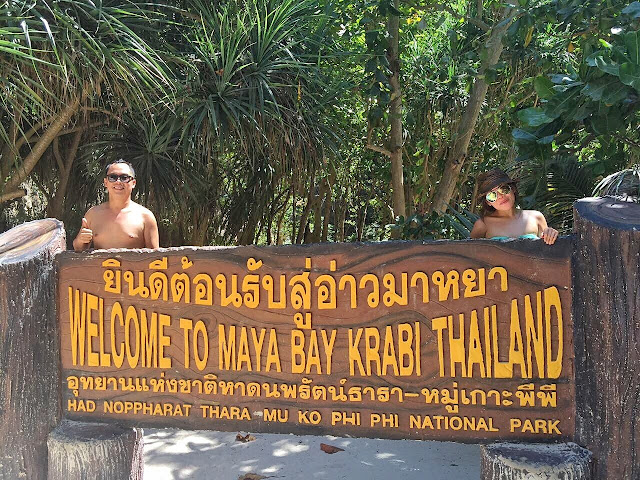 ยินดีต้อนรับสู่อ่าวมาหยา
WELCOME TO MAYA BAY KRABI THAILAND
อุทยานแห่งชาติหาดนพรัตน์ธารา-หมู่เกาะพีพี
HAD NOPPHARAT THARA-MU KO PHI PHI NATIONAL PARK